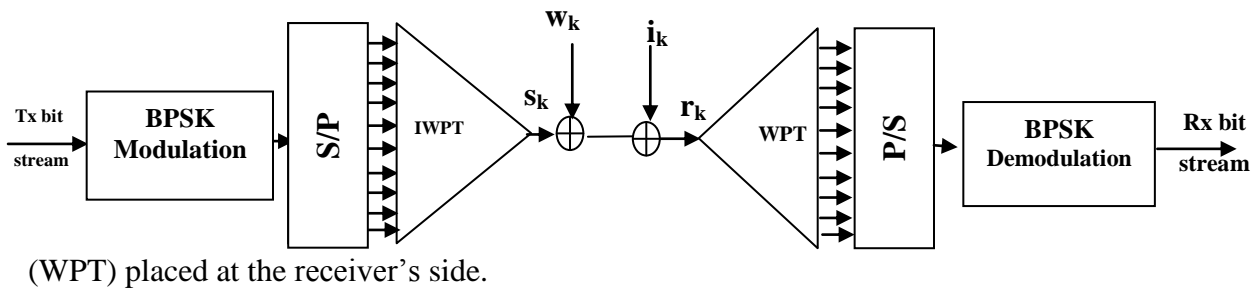 Tx bit
stream
BPSK
Modulation
S/P
IWPT
s_k
w_k
i_k
r_k
WPT
P/S
BPSK
Demodulation
Rx bit
stream
(WPT) placed at the receiver's side.